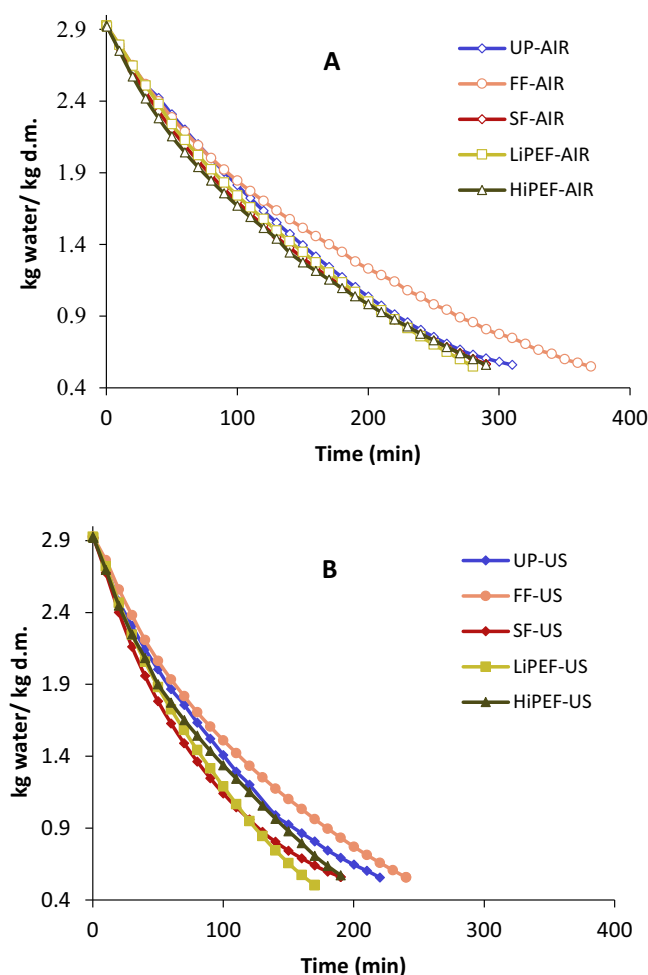 A
kg water/ kg d.m.
2.9
2.4
1.9
1.4
0.9
0.4
UP-AIR
FF-AIR
SF-AIR
LiPEF-AIR
HiPEF-AIR
0 100 200 300 400
Time (min)
B
kg water/ kg d.m.
2.9
2.4
1.9
1.4
0.9
0.4
UP-US
FF-US
SF-US
LiPEF-US
HiPEF-US
0 100 200 300 400
Time (min)